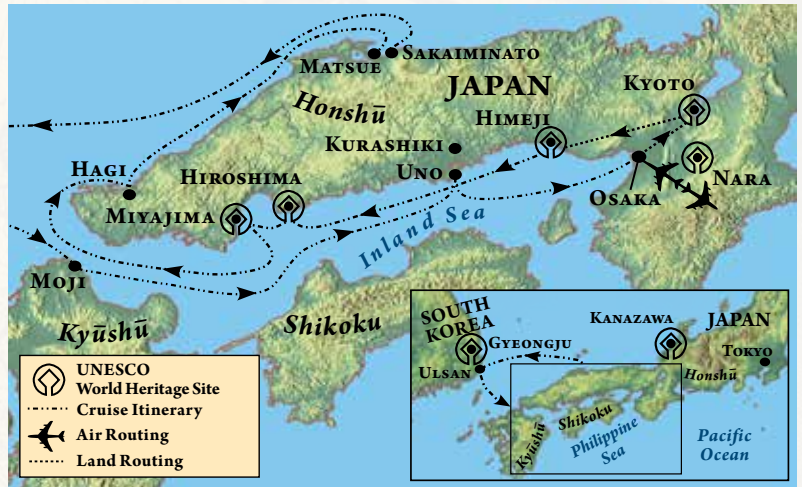 Matsue
Sakaiminato
JAPAN
Honshū
Kyoto
Himeji
Kurashiki
Uno
Hagi
Hiroshima
Miyajima
Osaka
Nara
Inland Sea
Moji
Kyūshū
Shikoku
UNESCO
World Heritage Site
Cruise Itinerary
Air Routing
Land Routing
SOUTH
KOREA
Gyeongju
Ulsan
Kanazawa
JAPAN
Tokyo
Honshū
Shikoku
Kyūshū
Philippine
Sea
Pacific
Ocean